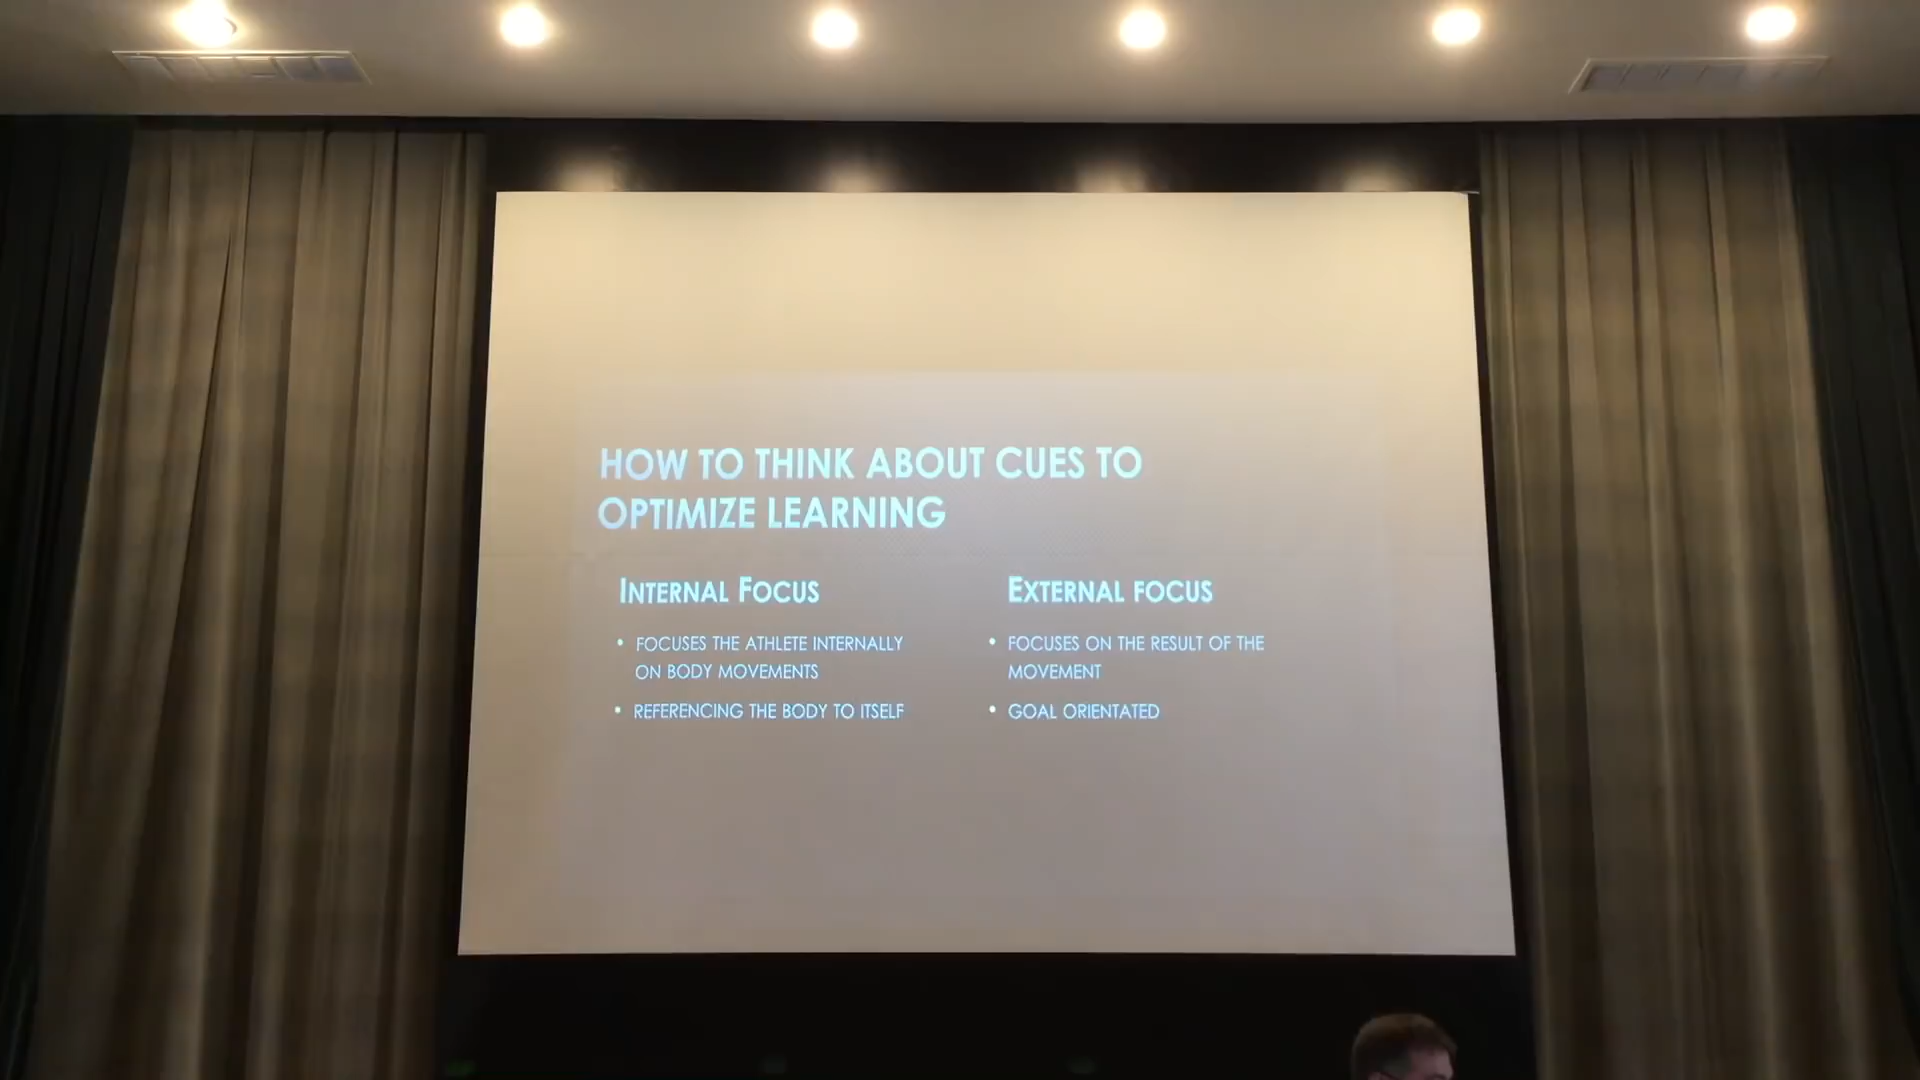 HOW TO THINK ABOUT CUES TO
OPTIMIZE LEARNING
INTERNAL FOCUS
• FOCUSES THE ATHLETE INTERNALLY
ON BODY MOVEMENTS
• REFERENCING THE BODY TO ITSELF
EXTERNAL FOCUS
• FOCUSES ON THE RESULT OF THE
MOVEMENT
• GOAL ORIENTATED